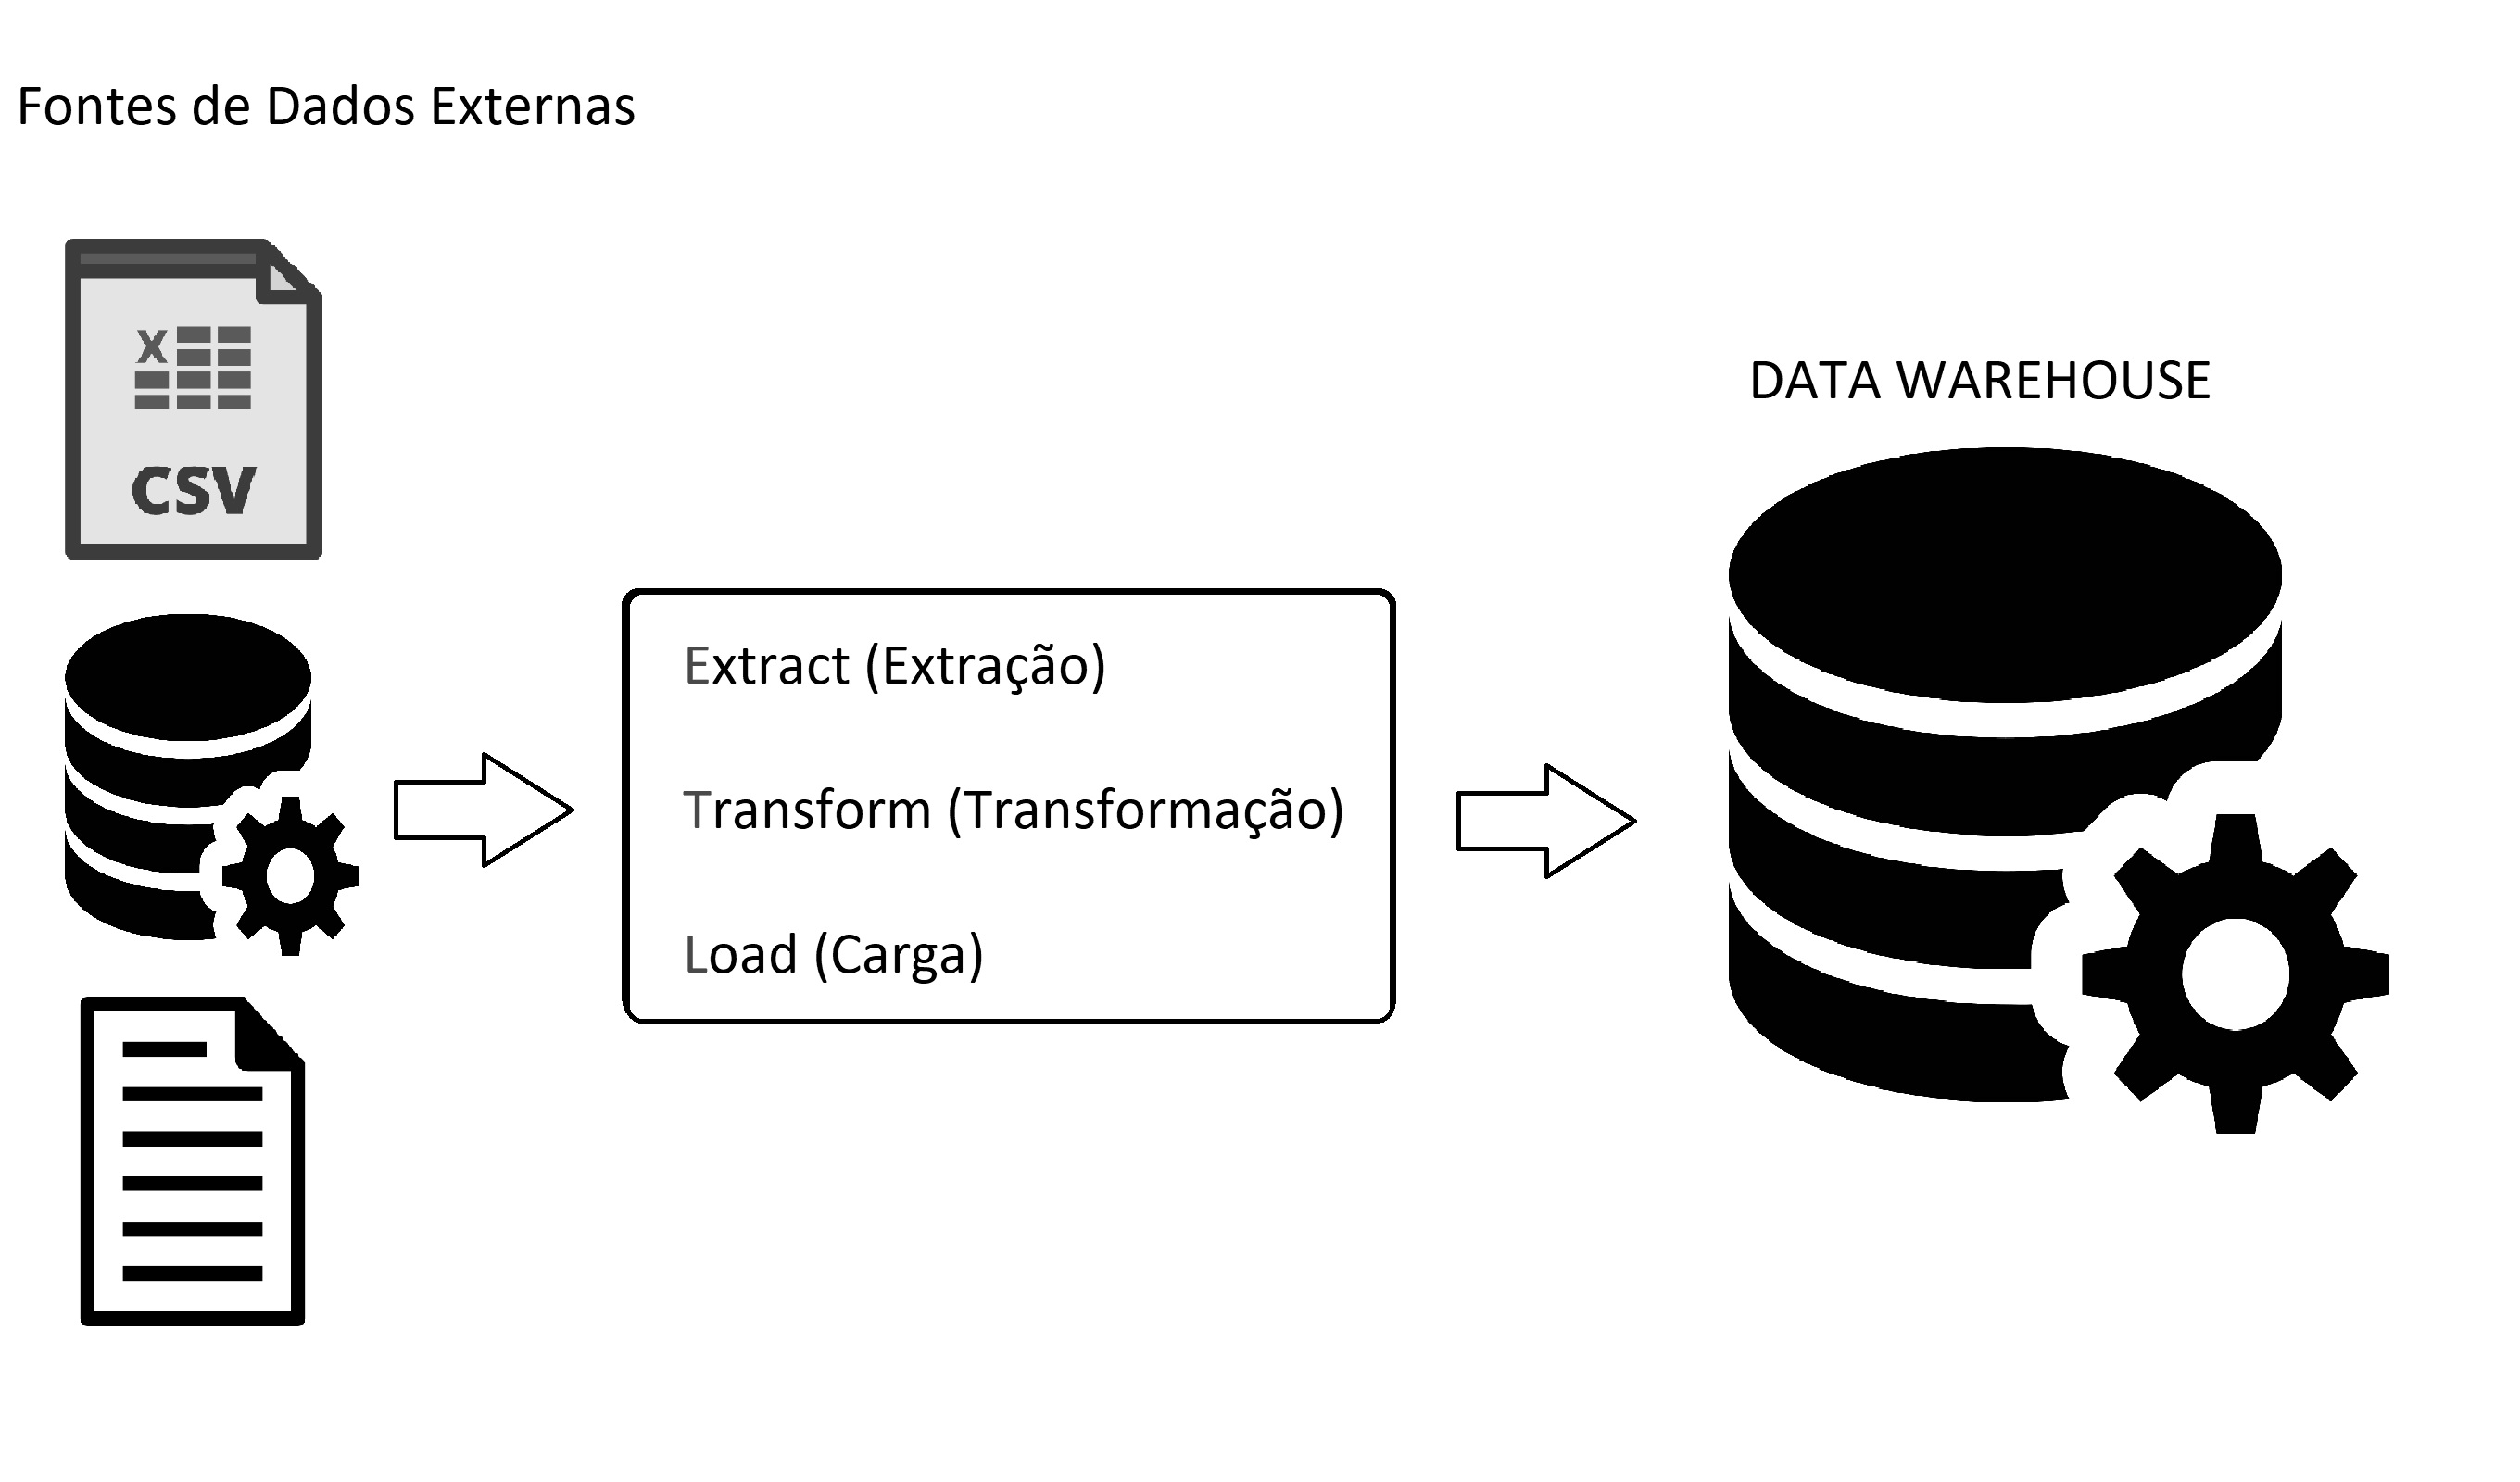 Fontes de Dados Externas
X
CSV
Extract (Extração)
Transform (Transformação)
Load (Carga)
DATA WAREHOUSE